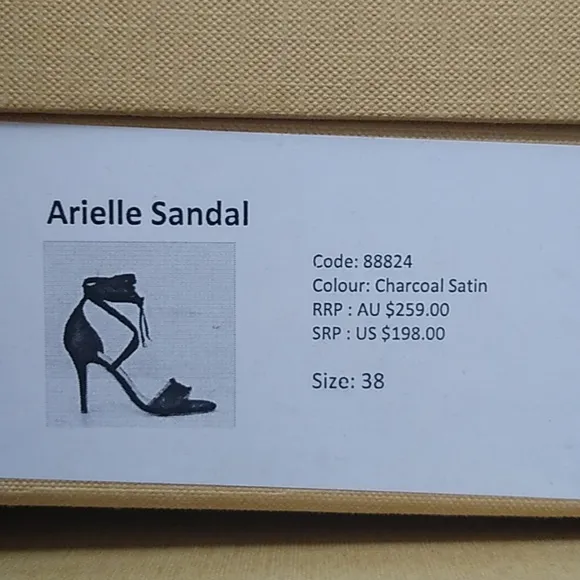 Arielle Sandal
Code: 88824
Colour: Charcoal Satin
RRP : AU $259.00
SRP : US $198.00
Size: 38